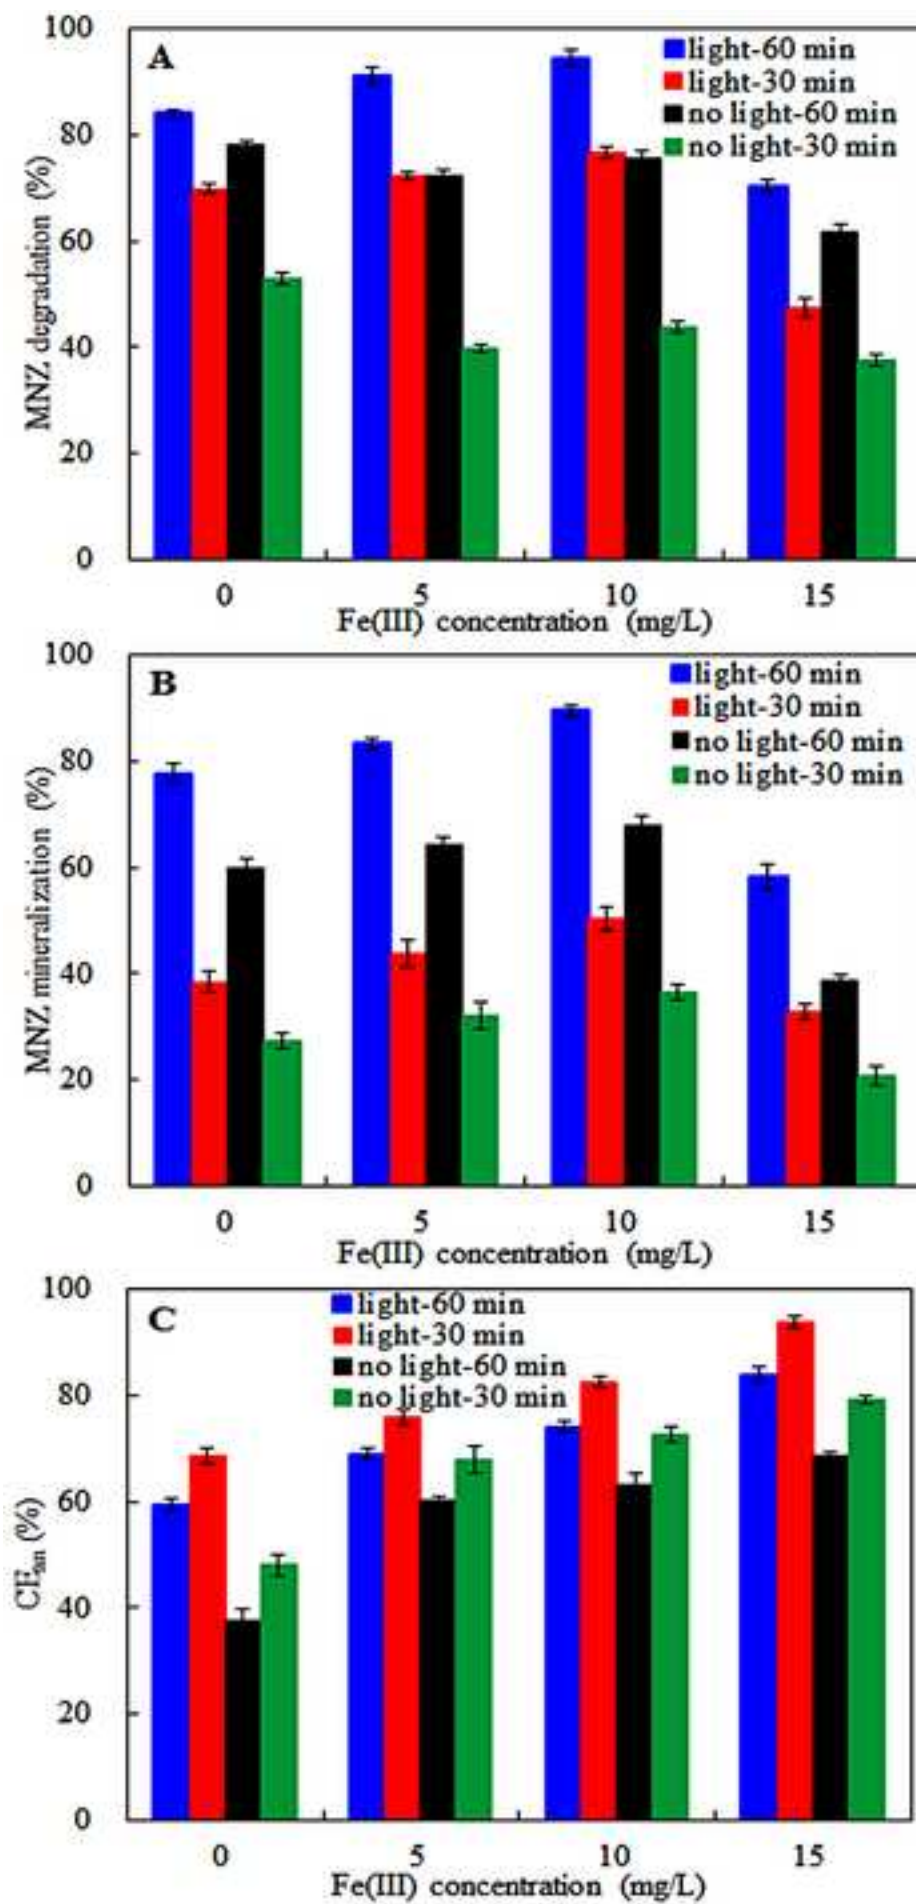 A
light-60 min
light-30 min
no light-60 min
no light-30 min
MNZ degradation (%)
100
80
60
40
20
0
0 5 10 15
Fe(III) concentration (mg/L)
B
light-60 min
light-30 min
no light-60 min
no light-30 min
MNZ mineralization (%)
100
80
60
40
20
0
0 5 10 15
Fe(III) concentration (mg/L)
C
light-60 min
light-30 min
no light-60 min
no light-30 min
CEan (%)
100
80
60
40
20
0
0 5 10 15
Fe(III) concentration (mg/L)